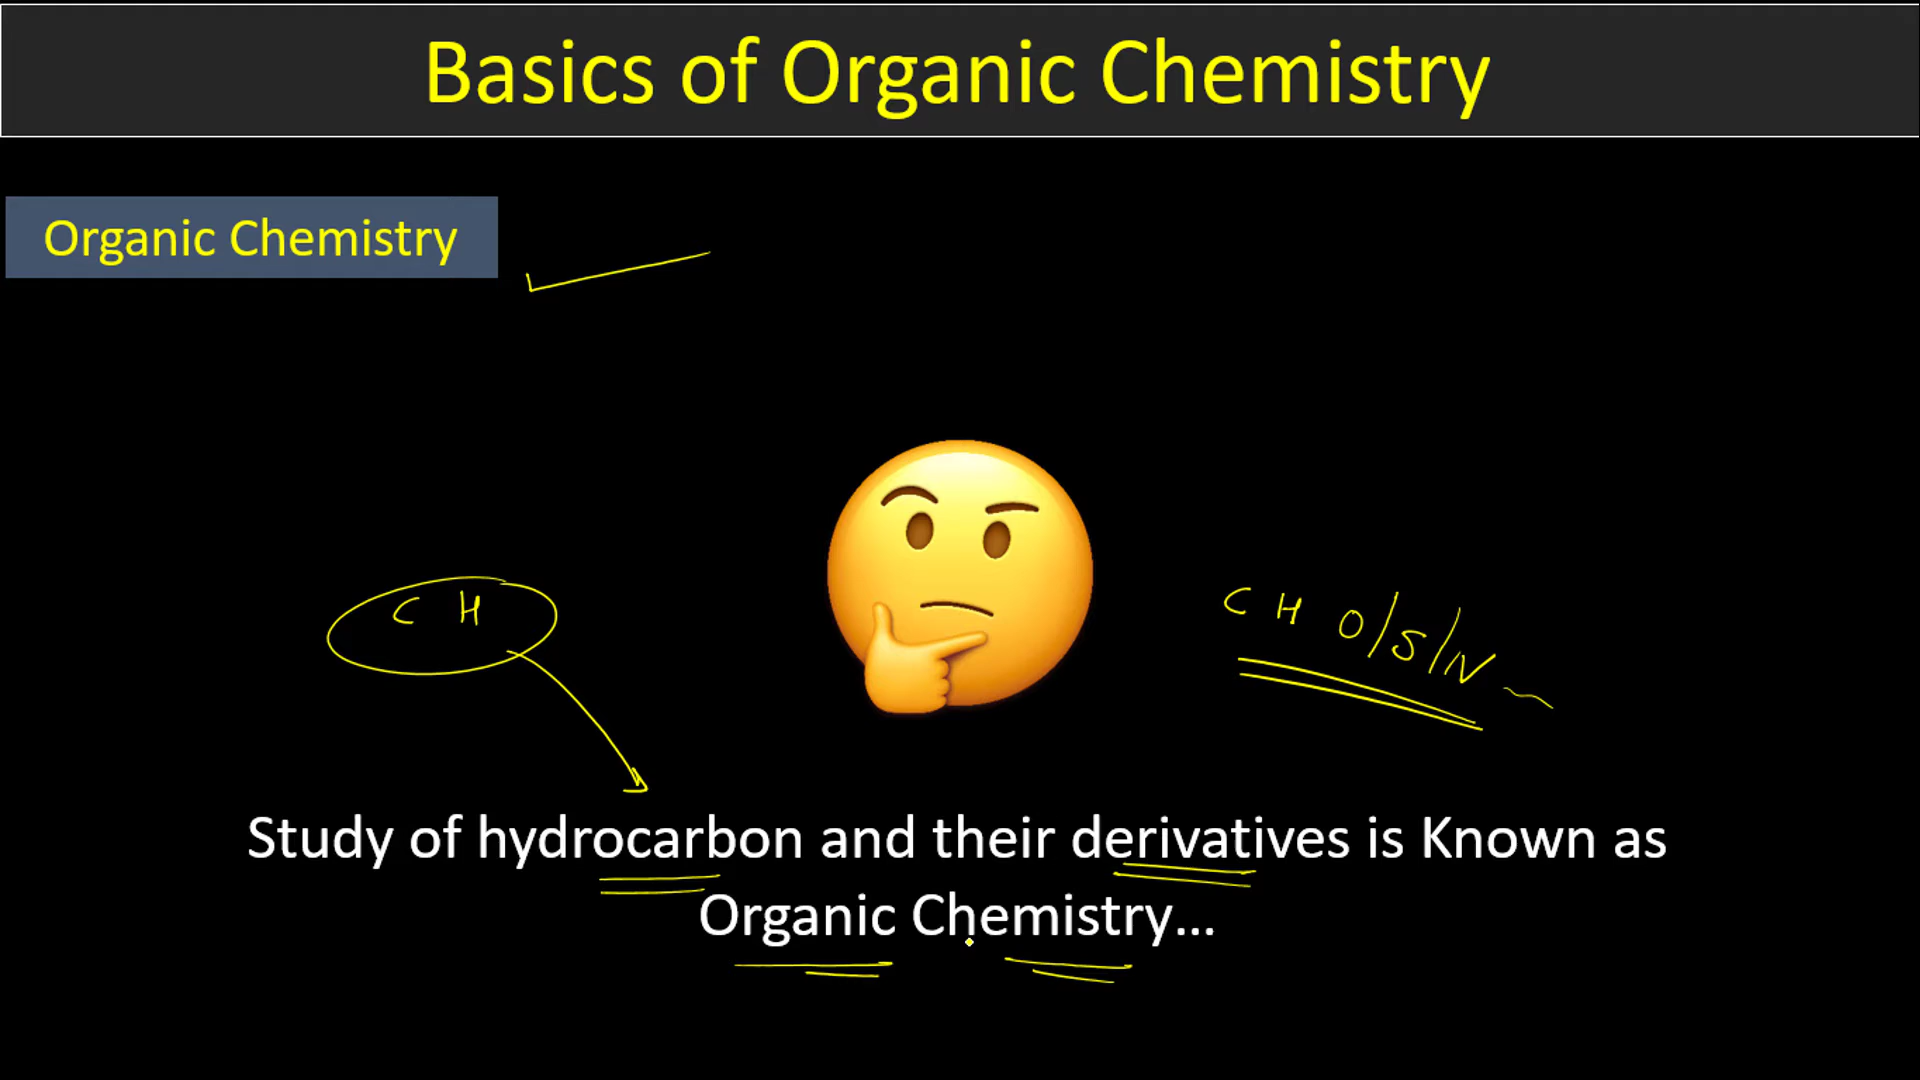 Basics of Organic Chemistry
Organic Chemistry
C H
C H O/S/N
Study of hydrocarbon and their derivatives is Known as
Organic Chemistry...